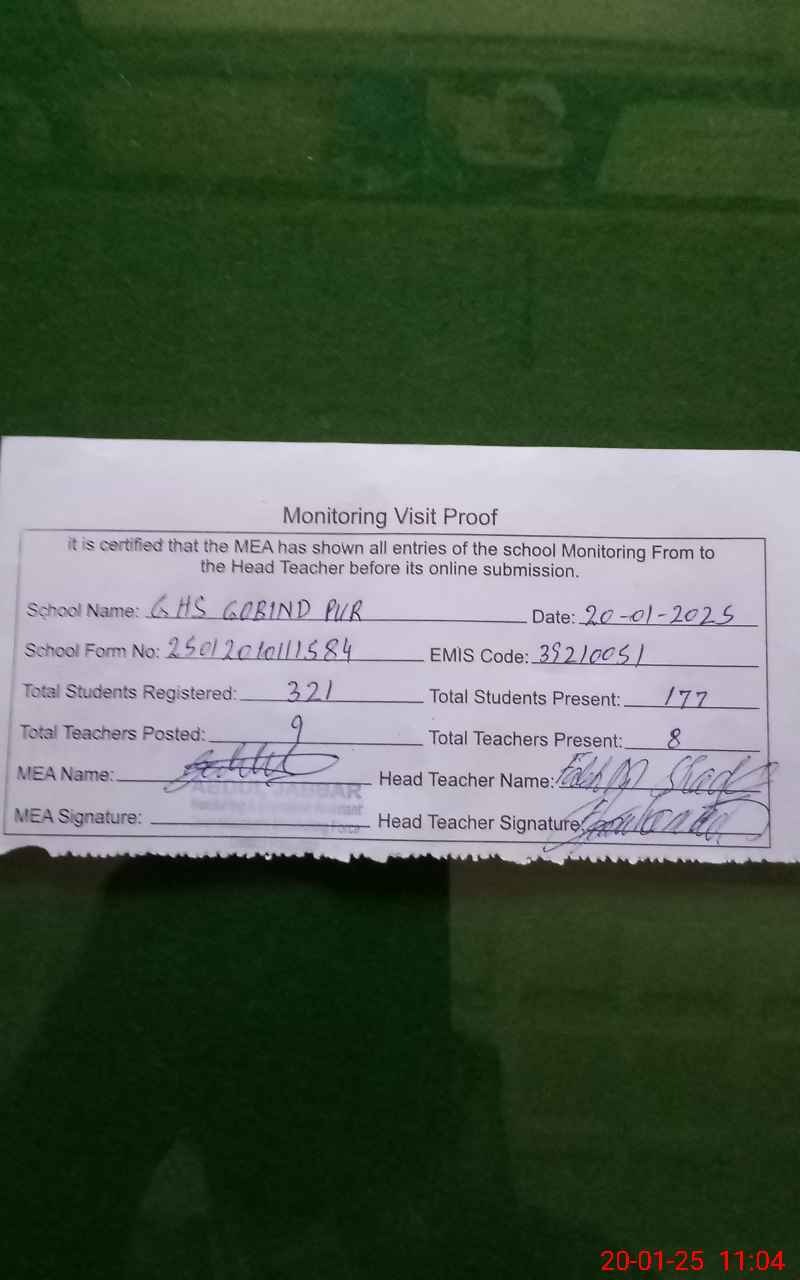 Monitoring Visit Proof
it is certified that the MEA has shown all entries of the school Monitoring From to
the Head Teacher before its online submission.
School Name: GHS GOBIND PUR Date: 20-01-2025
School Form No: 25012010111584 EMIS Code: 39210051
Total Students Registered: 321 Total Students Present: 177
Total Teachers Posted: 9 Total Teachers Present: 8
MEA Name: Head Teacher Name:
ABDUL JABBAR
MEA Signature: Head Teacher Signature
20-01-25 11:04